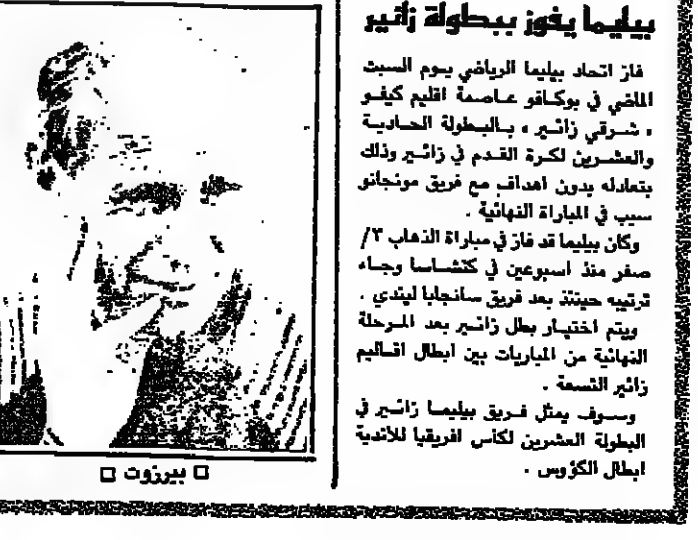 بيليما يفوز ببطولة زائير
فاز اتحاد بيليما الرياضي يوم السبت
الماضي في بوكافو عاصمة اقليم كيفو
« شرقي زائير » بالبطولة الحادية
والعشرين لكرة القدم في زائير وذلك
بتعادله بدون اهداف مع فريق مونجانو
سيب في المباراة النهائية .
وكان بيليما قد فاز في مباراة الذهاب ٣/
صفر منذ اسبوعين في كنشاسا وجاء
ترتيبه حينئذ بعد فريق سانجابا ليندي .
ويتم اختيار بطل زائير بعد المرحلة
النهائية من المباريات بين ابطال اقاليم
زائير التسعة .
وسوف يمثل فريق بيليما زائير في
البطولة العشرين لكأس افريقيا للأندية
ابطال الكؤوس .
□ بيرزوت □